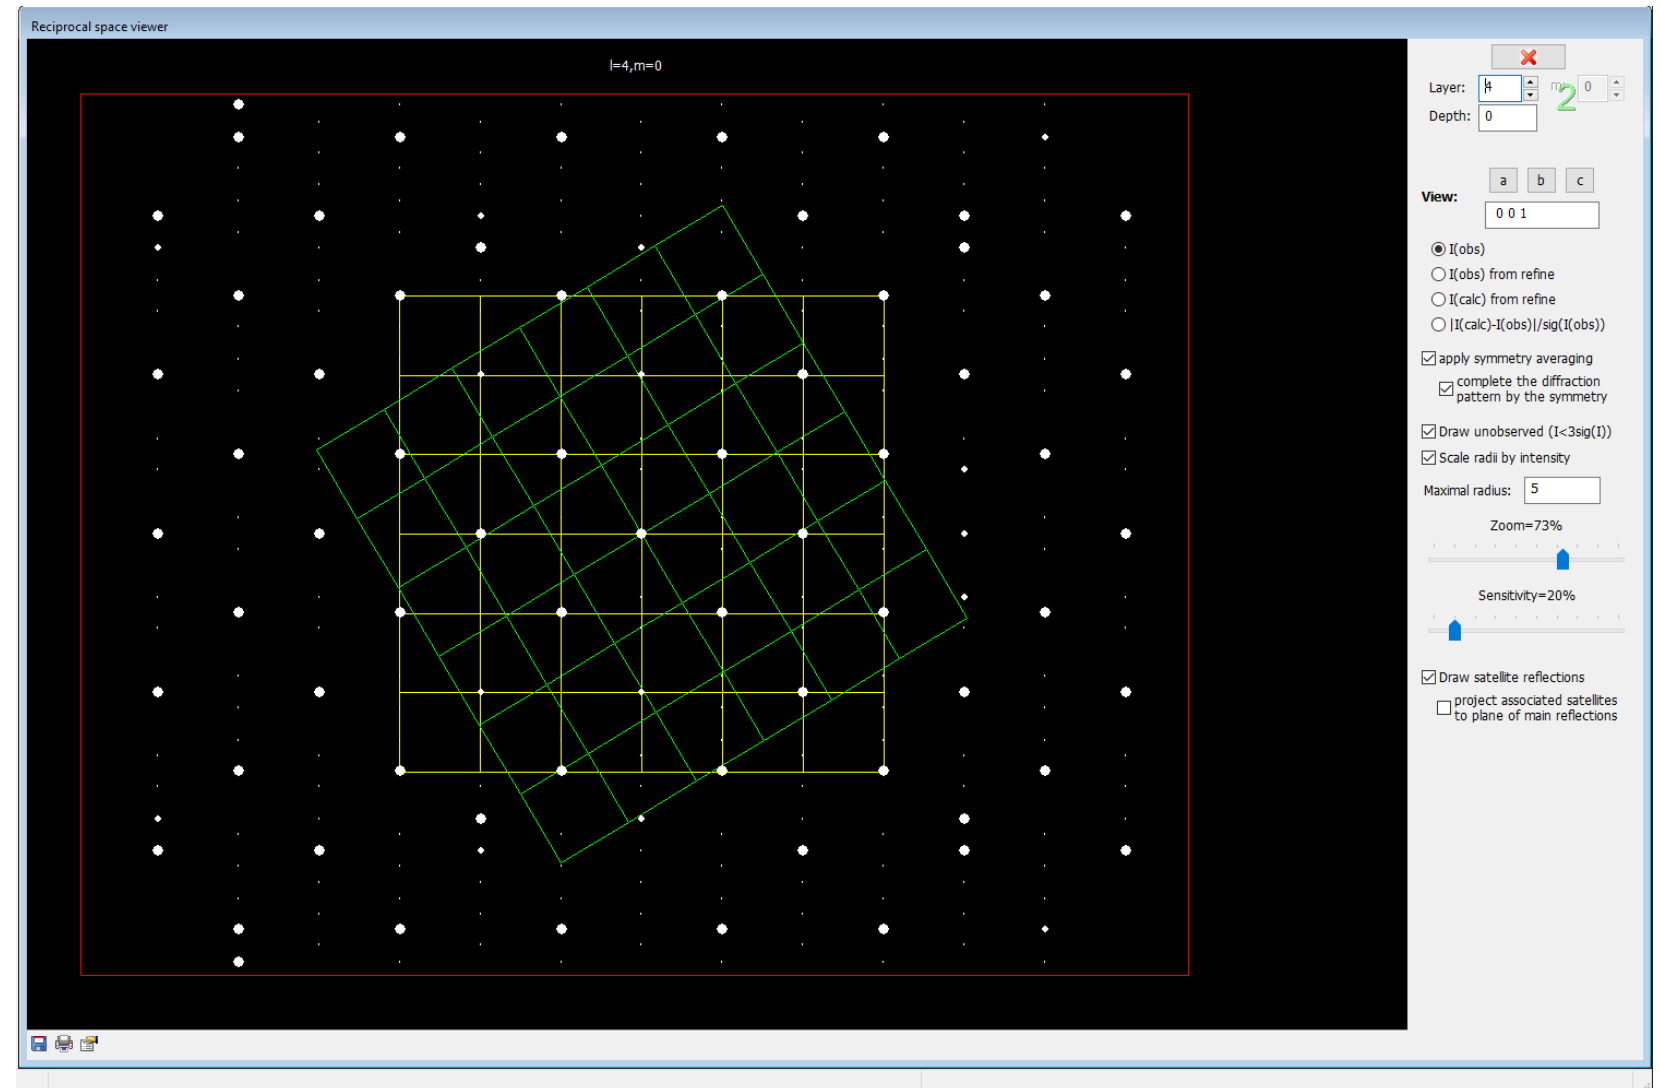 Reciprocal space viewer
l=4,m=0
Layer: 4 2 0
Depth: 0
a b c
View:
0 0 1
I(obs)
I(obs) from refine
I(calc) from refine
|I(calc)-I(obs)|/sig(I(obs))
apply symmetry averaging
complete the diffraction
pattern by the symmetry
Draw unobserved (I<3sig(I))
Scale radii by intensity
Maximal radius: 5
Zoom=73%
Sensitivity=20%
Draw satellite reflections
project associated satellites
to plane of main reflections